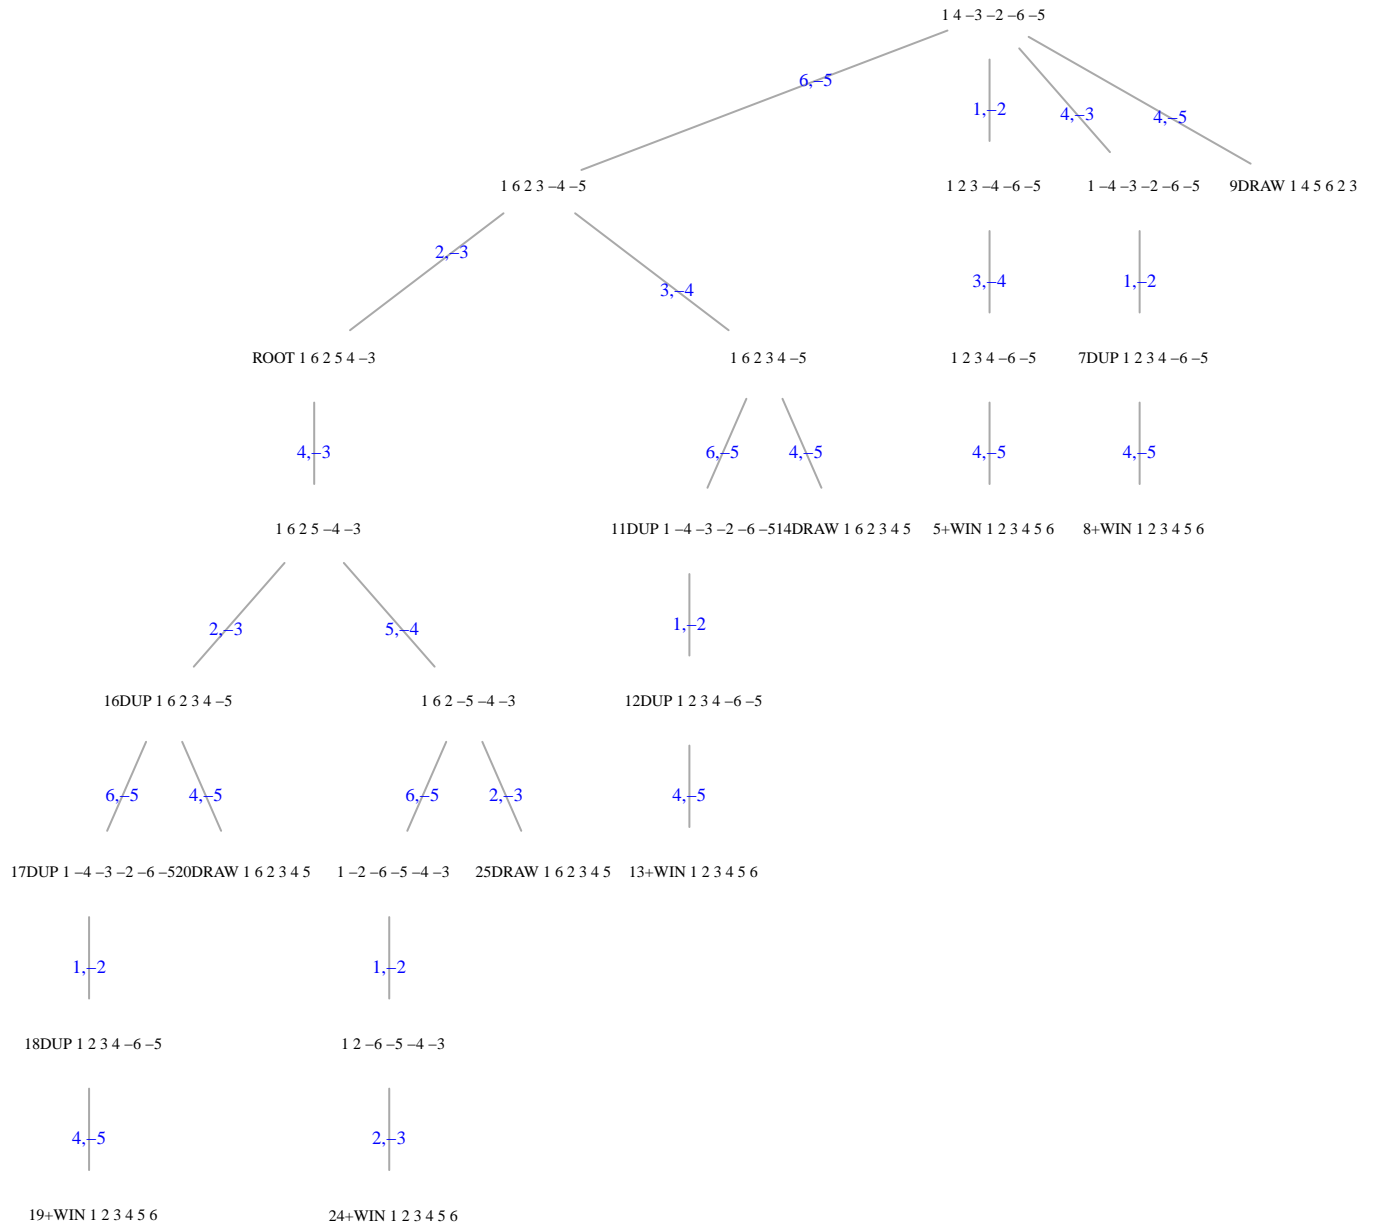 1 4 –3 –2 –6 –5
6,–5
1,–2
4,–3
4,–5
1 6 2 3 –4 –5
1 2 3 –4 –6 –5
1 –4 –3 –2 –6 –5
9DRAW 1 4 5 6 2 3
2,–3
3,–4
3,–4
1,–2
ROOT 1 6 2 5 4 –3
1 6 2 3 4 –5
1 2 3 4 –6 –5
7DUP 1 2 3 4 –6 –5
4,–3
6,–5
4,–5
4,–5
4,–5
1 6 2 5 –4 –3
11DUP 1 –4 –3 –2 –6 –5
14DRAW 1 6 2 3 4 5
5+WIN 1 2 3 4 5 6
8+WIN 1 2 3 4 5 6
2,–3
5,–4
1,–2
16DUP 1 6 2 3 4 –5
1 6 2 –5 –4 –3
12DUP 1 2 3 4 –6 –5
6,–5
4,–5
6,–5
2,–3
4,–5
17DUP 1 –4 –3 –2 –6 –5
20DRAW 1 6 2 3 4 5
1 –2 –6 –5 –4 –3
25DRAW 1 6 2 3 4 5
13+WIN 1 2 3 4 5 6
1,–2
1,–2
18DUP 1 2 3 4 –6 –5
1 2 –6 –5 –4 –3
4,–5
2,–3
19+WIN 1 2 3 4 5 6
24+WIN 1 2 3 4 5 6